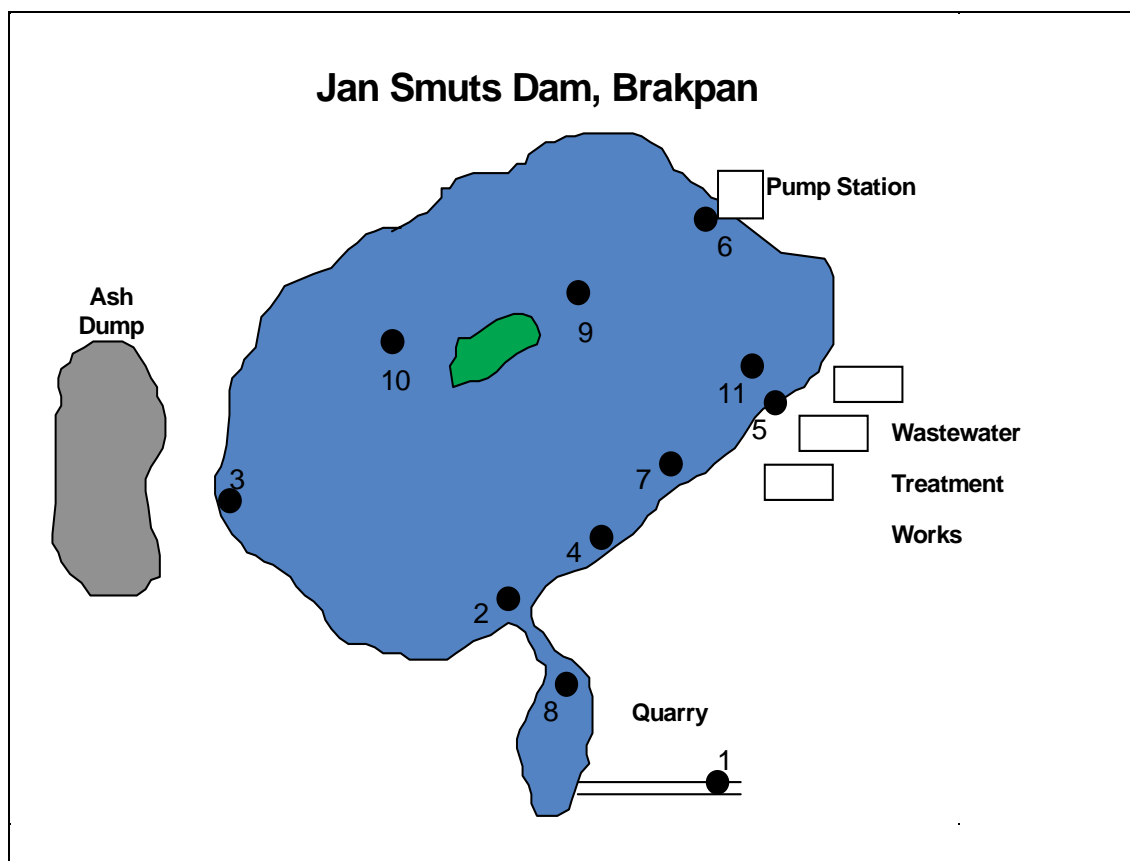 Jan Smuts Dam, Brakpan
Pump Station
6
Ash
Dump
9
10
11
5
Wastewater
3
7
Treatment
4
Works
2
8
Quarry
1